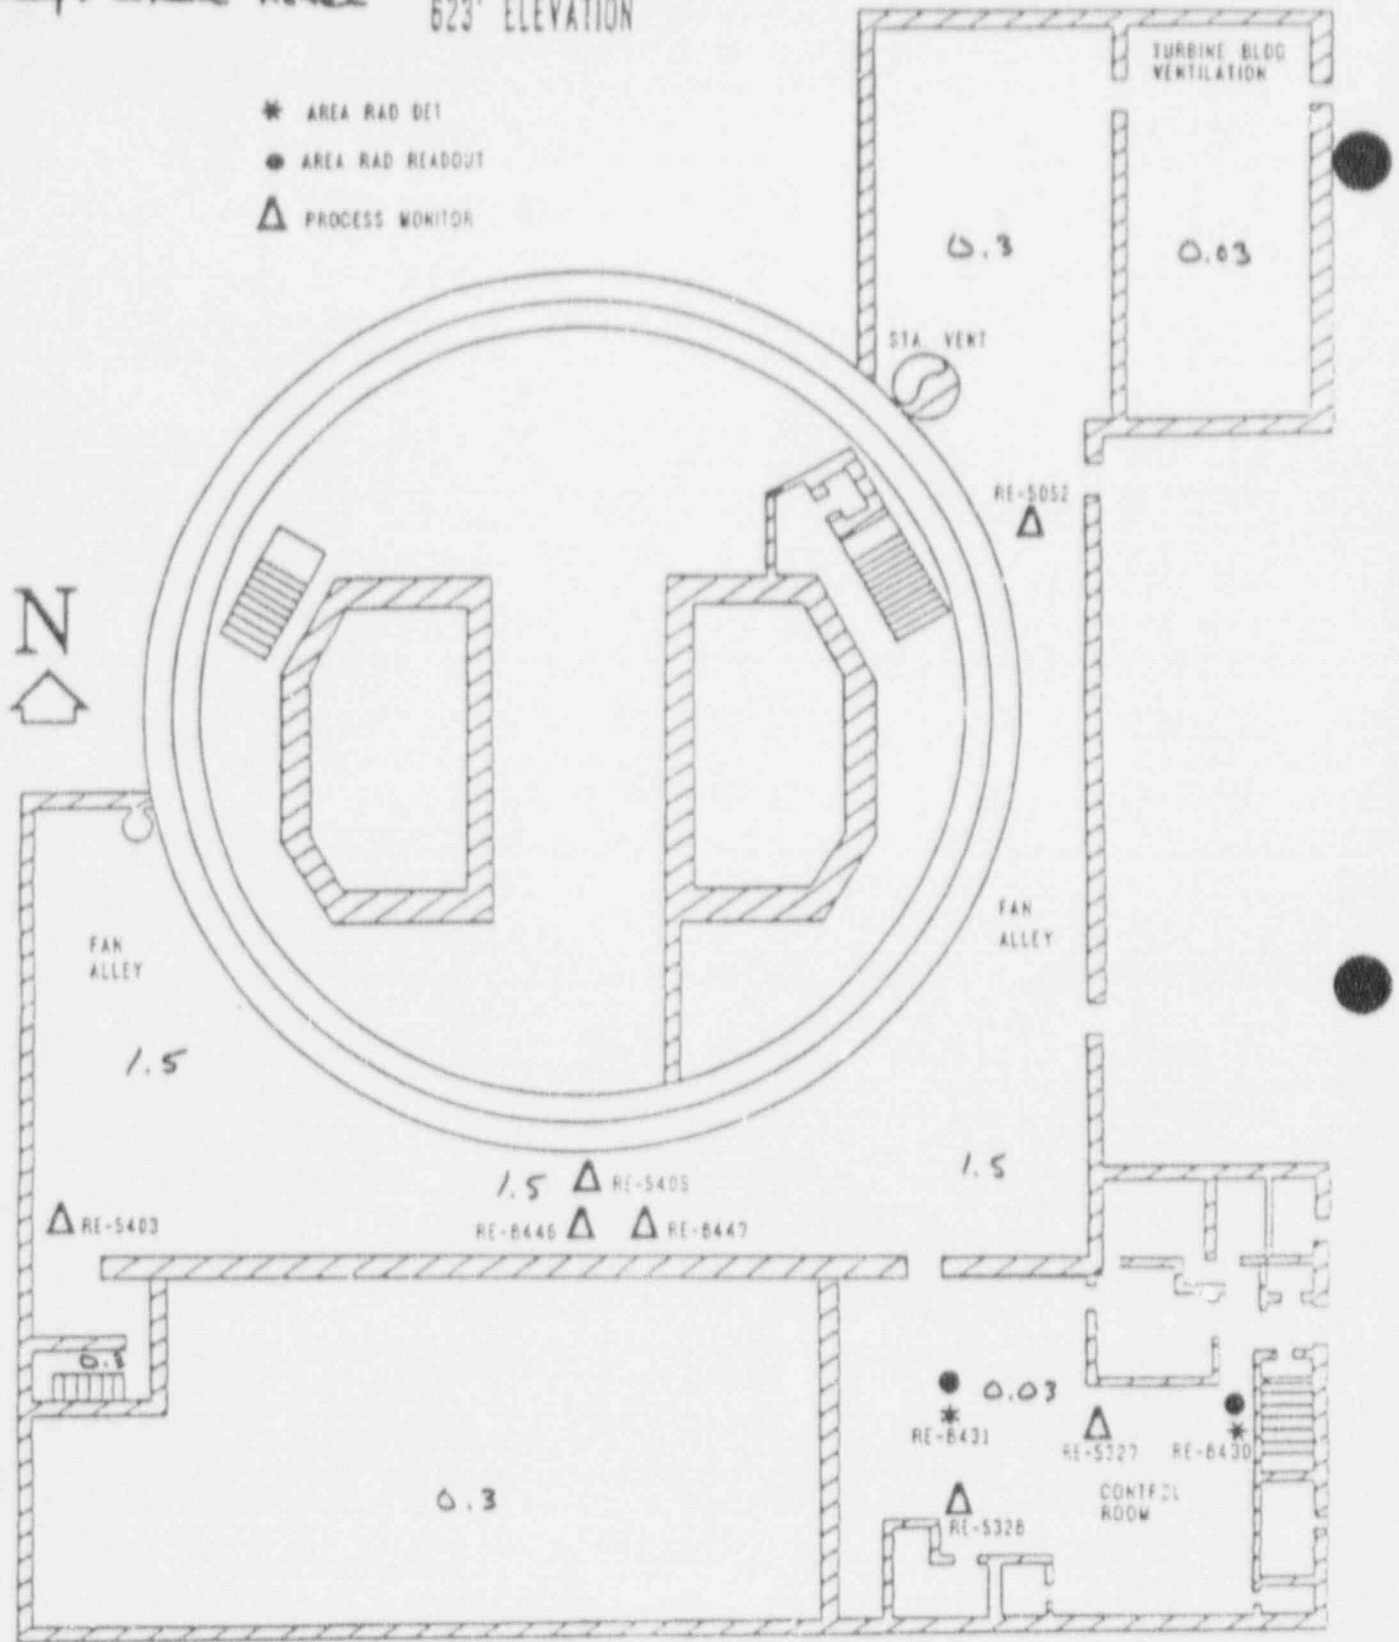 623' ELEVATION
* AREA RAD DET
● AREA RAD READOUT
△ PROCESS MONITOR
TURBINE BLDG
VENTILATION
0.3
0.03
STA. VENT
RE-5052
N
FAN
ALLEY
FAN
ALLEY
1.5
1.5
1.5
RE-5405
RE-5403
RE-8446
RE-8447
0.03
RE-8431
RE-5327
RE-8430
0.3
CONTROL
ROOM
RE-5328